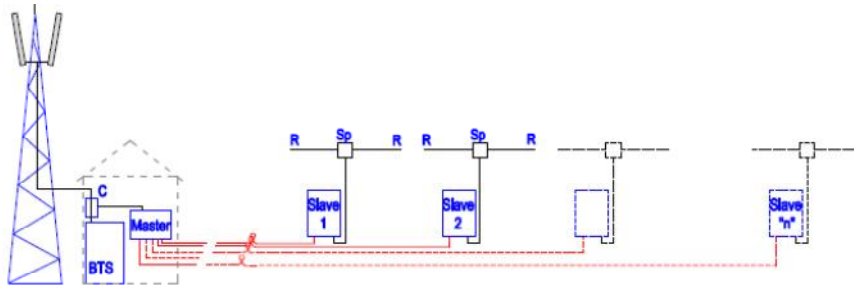 R Sp R R Sp R
C
Slave
1
Slave
2
Slave
"n"
Master
BTS